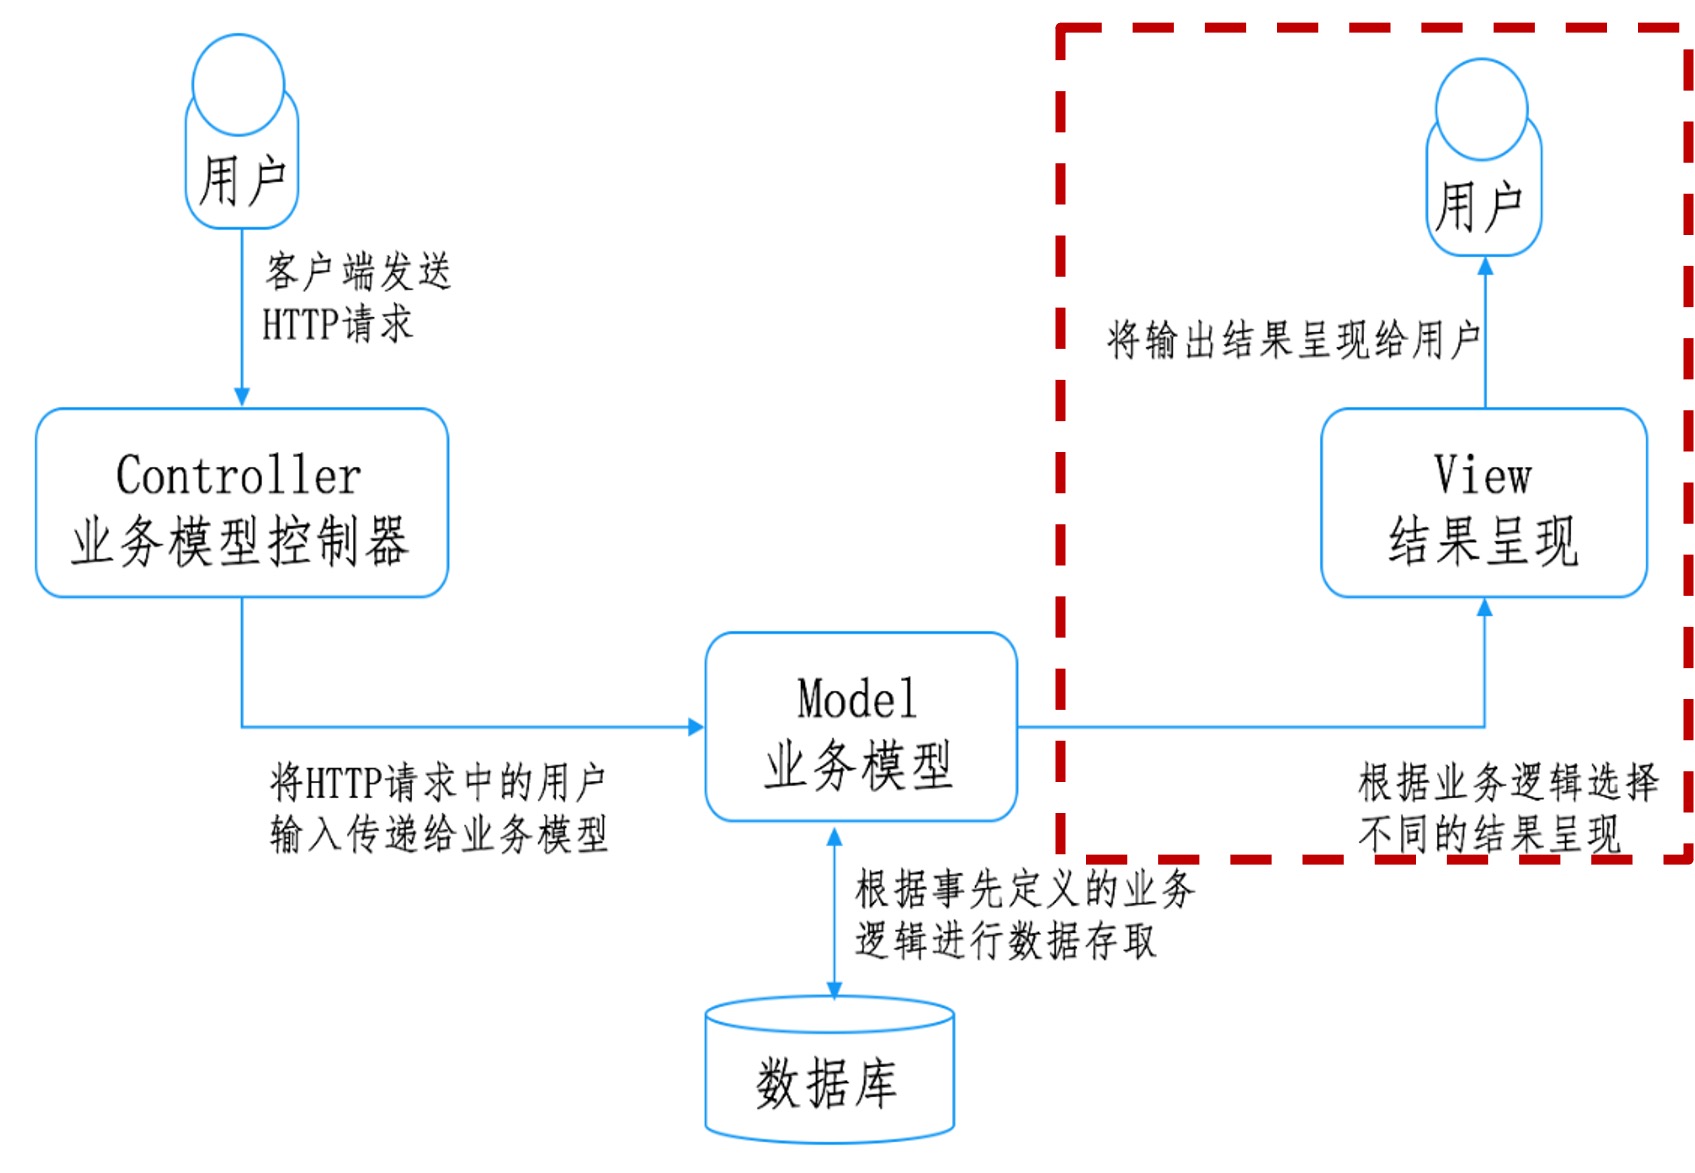 用户
客户端发送
HTTP请求
Controller
业务模型控制器
将HTTP请求中的用户
输入传递给业务模型
Model
业务模型
根据事先定义的业务
逻辑进行数据存取
数据库
用户
将输出结果呈现给用户
View
结果呈现
根据业务逻辑选择
不同的结果呈现